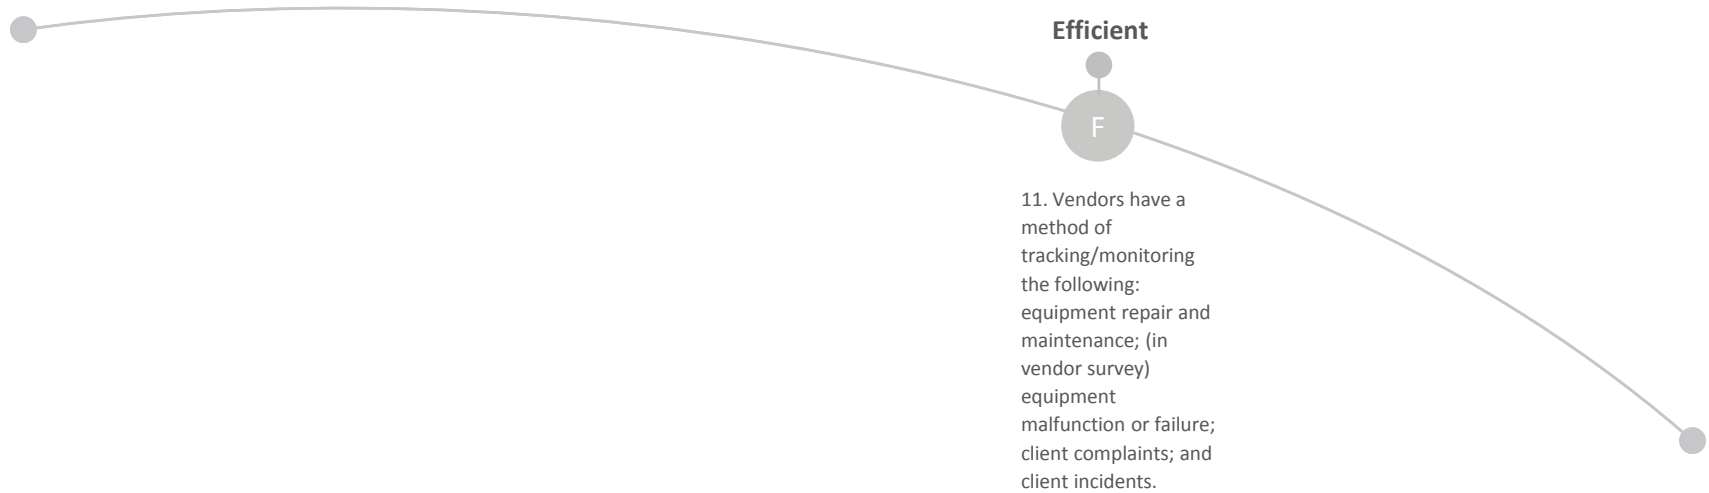 Efficient
F
11. Vendors have a
method of
tracking/monitoring
the following:
equipment repair and
maintenance; (in
vendor survey)
equipment
malfunction or failure;
client complaints; and
client incidents.